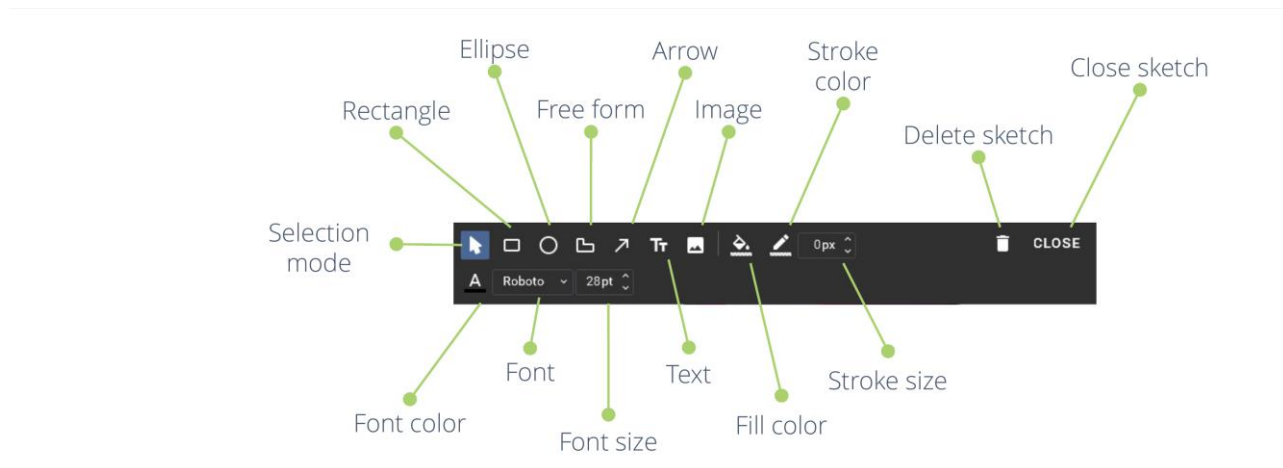 Ellipse
Arrow
Stroke
color
Close sketch
Rectangle
Free form
Image
Delete sketch
Selection
mode
TT
0px
CLOSE
A
Roboto
28pt
Font
Text
Stroke size
Font color
Font size
Fill color